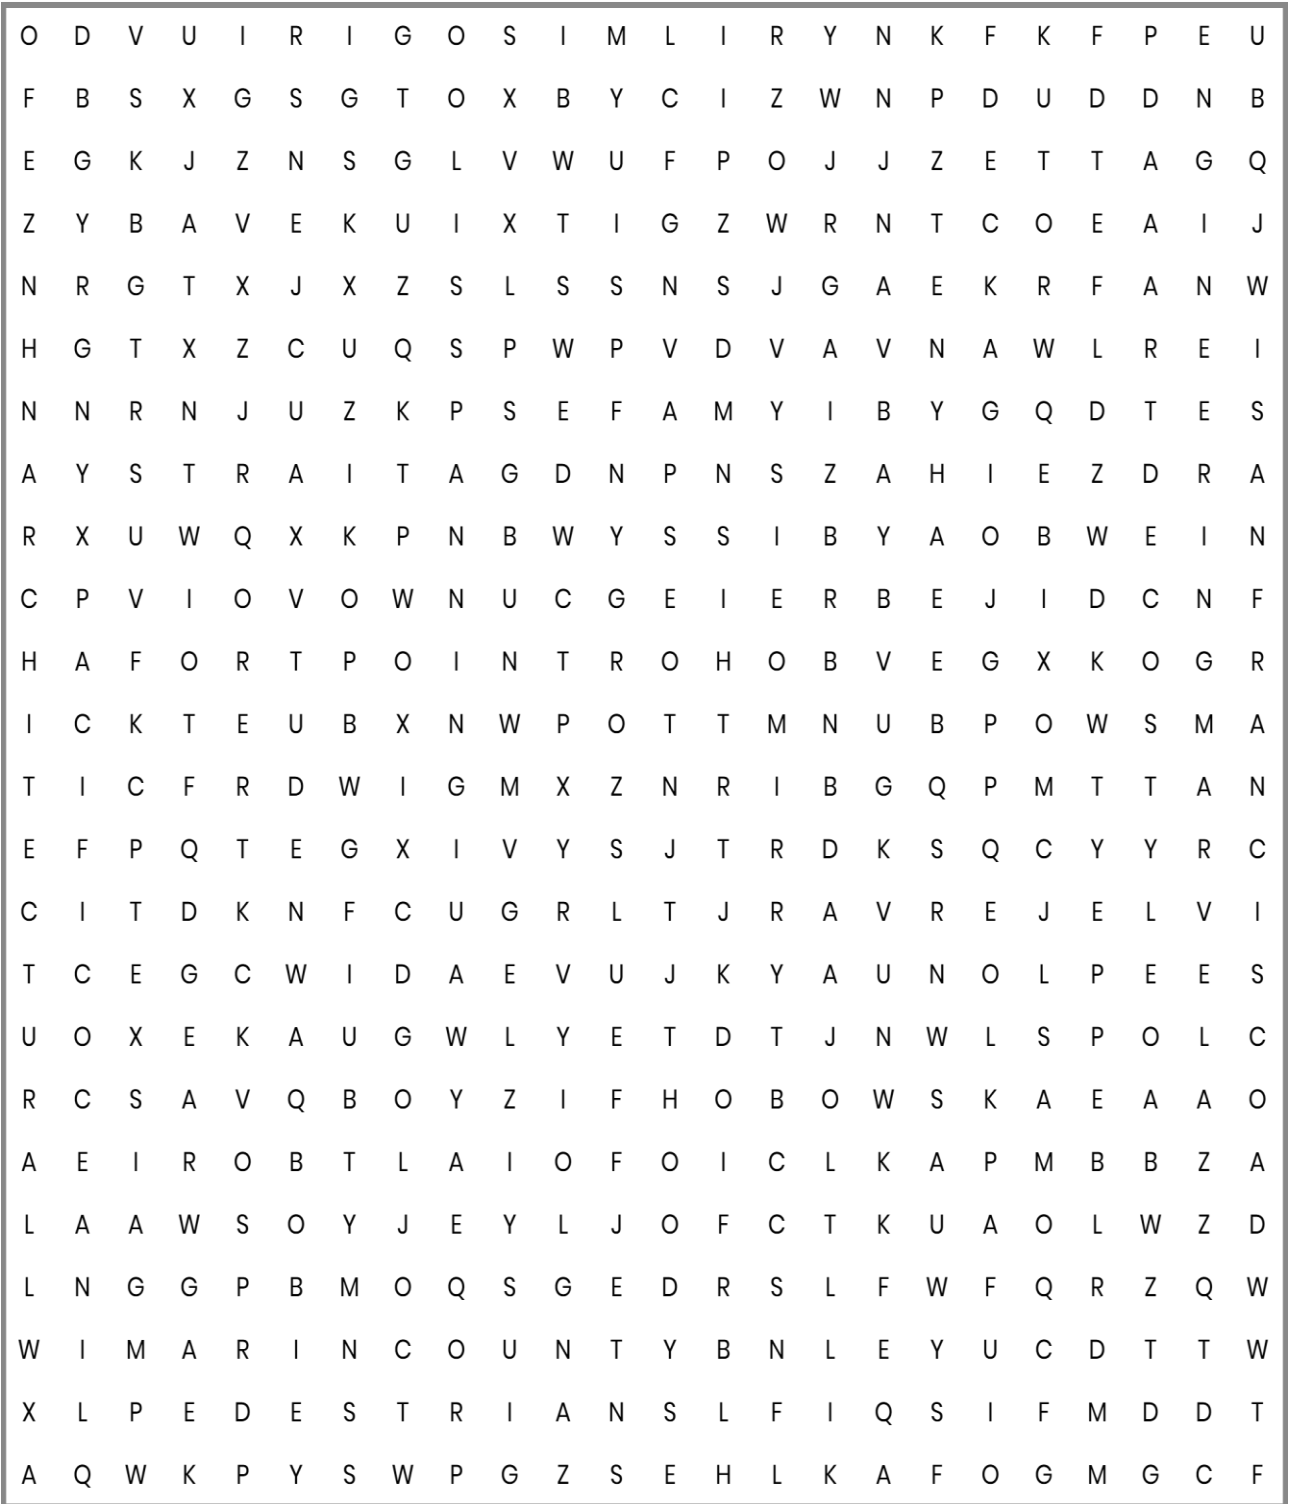 O D V U I R I G O S I M L I R Y N K F K F P E U
F B S X G S G T O X B Y C I Z W N P D U D D N B
E G K J Z N S G L V W U F P O J J Z E T T A G Q
Z Y B A V E K U I X T I G Z W R N T C O E A I J
N R G T X J X Z S L S S N S J G A E K R F A N W
H G T X Z C U Q S P W P V D V A V N A W L R E I
N N R N J U Z K P S E F A M Y I B Y G Q D T E S
A Y S T R A I T A G D N P N S Z A H I E Z D R A
R X U W Q X K P N B W Y S S I B Y A O B W E I N
C P V I O V O W N U C G E I E R B E J I D C N F
H A F O R T P O I N T R O H O B V E G X K O G R
I C K T E U B X N W P O T T M N U B P O W S M A
T I C F R D W I G M X Z N R I B G Q P M T T A N
E F P Q T E G X I V Y S J T R D K S Q C Y Y R C
C I T D K N F C U G R L T J R A V R E J E L V I
T C E G C W I D A E V U J K Y A U N O L P E E S
U O X E K A U G W L Y E T D T J N W L S P O L C
R C S A V Q B O Y Z I F H O B O W S K A E A A O
A E I R O B T L A I O F O I C L K A P M B B Z A
L A A W S O Y J E Y L J O F C T K U A O L W Z D
L N G G P B M O Q S G E D R S L F W F Q R Z Q W
W I M A R I N C O U N T Y B N L E Y U C D T T W
X L P E D E S T R I A N S L F I Q S I F M D D T
A Q W K P Y S W P G Z S E H L K A F O G M G C F